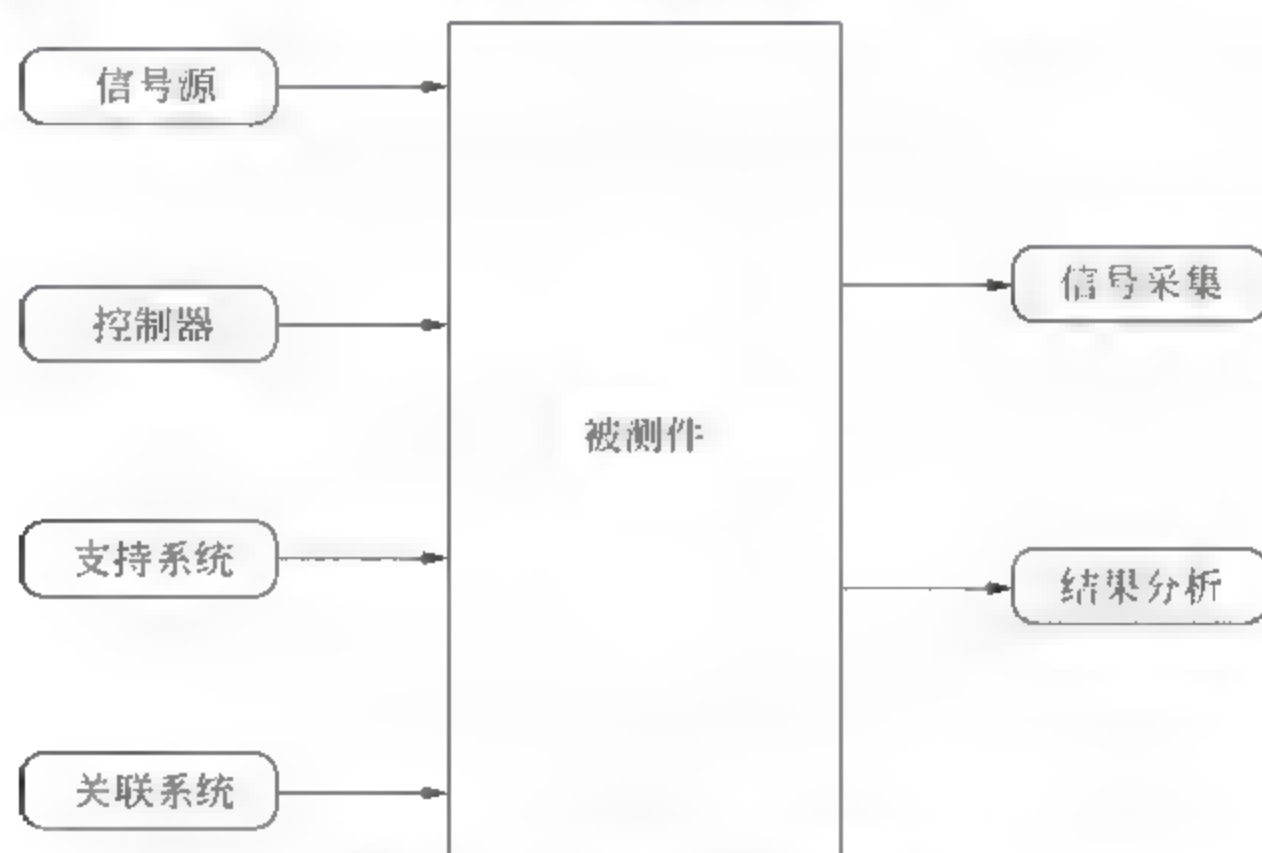 信号源
控制器
支持系统
关联系统
被测件
信号采集
结果分析